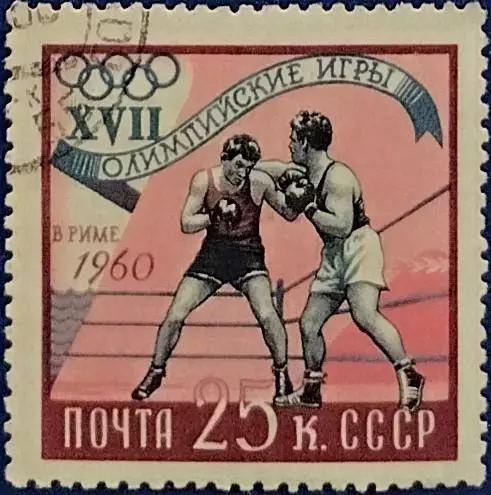 XVII
ОЛИМПИЙСКИЕ ИГРЫ
В РИМЕ
1960
ПОЧТА 25 К. СССР